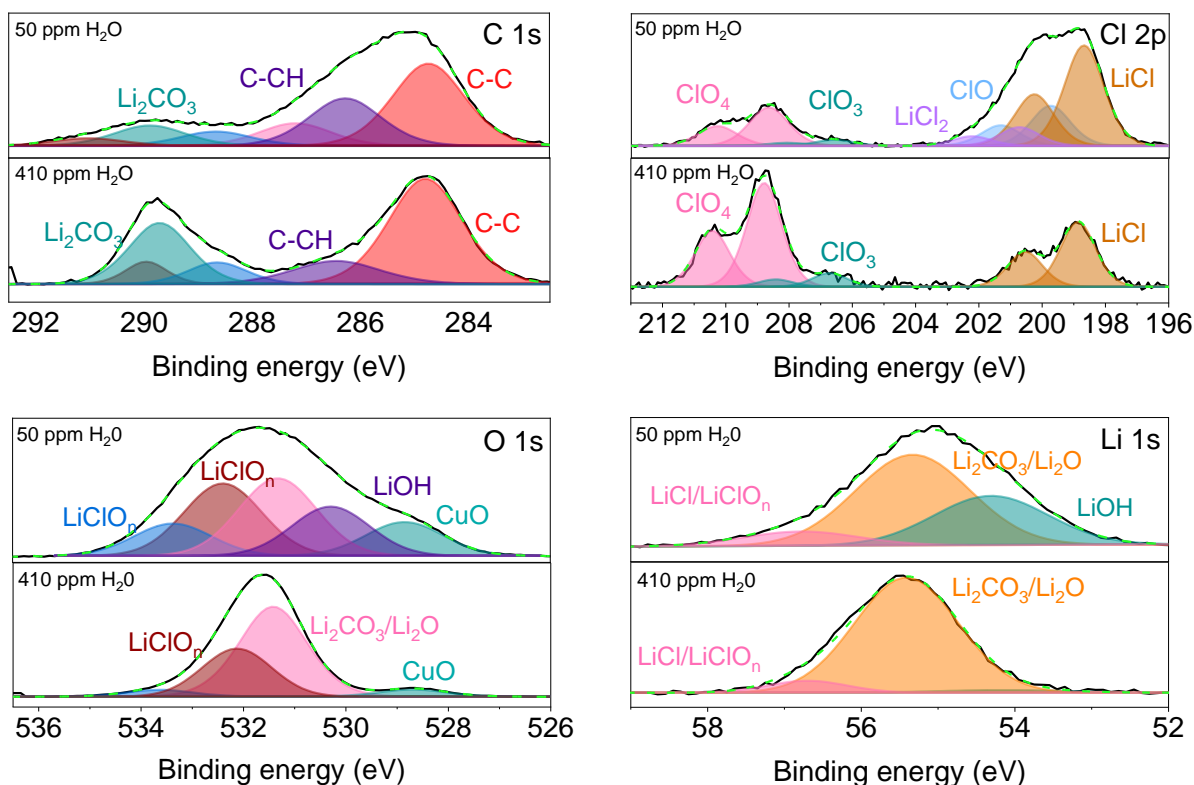 50 ppm H₂O
C 1s
Li₂CO₃
C-CH
C-C
410 ppm H₂O
Li₂CO₃
C-CH
C-C
292 290 288 286 284
Binding energy (eV)
50 ppm H₂O
Cl 2p
ClO₄
ClO₃
LiCl₂
ClO
LiCl
410 ppm H₂O
ClO₄
ClO₃
LiCl
212 210 208 206 204 202 200 198 196
Binding energy (eV)
50 ppm H₂0
O 1s
LiClOₙ
LiClOₙ
LiOH
CuO
410 ppm H₂0
LiClOₙ
Li₂CO₃/Li₂O
CuO
536 534 532 530 528 526
Binding energy (eV)
50 ppm H₂0
Li 1s
LiCl/LiClOₙ
Li₂CO₃/Li₂O
LiOH
410 ppm H₂0
LiCl/LiClOₙ
Li₂CO₃/Li₂O
58 56 54 52
Binding energy (eV)